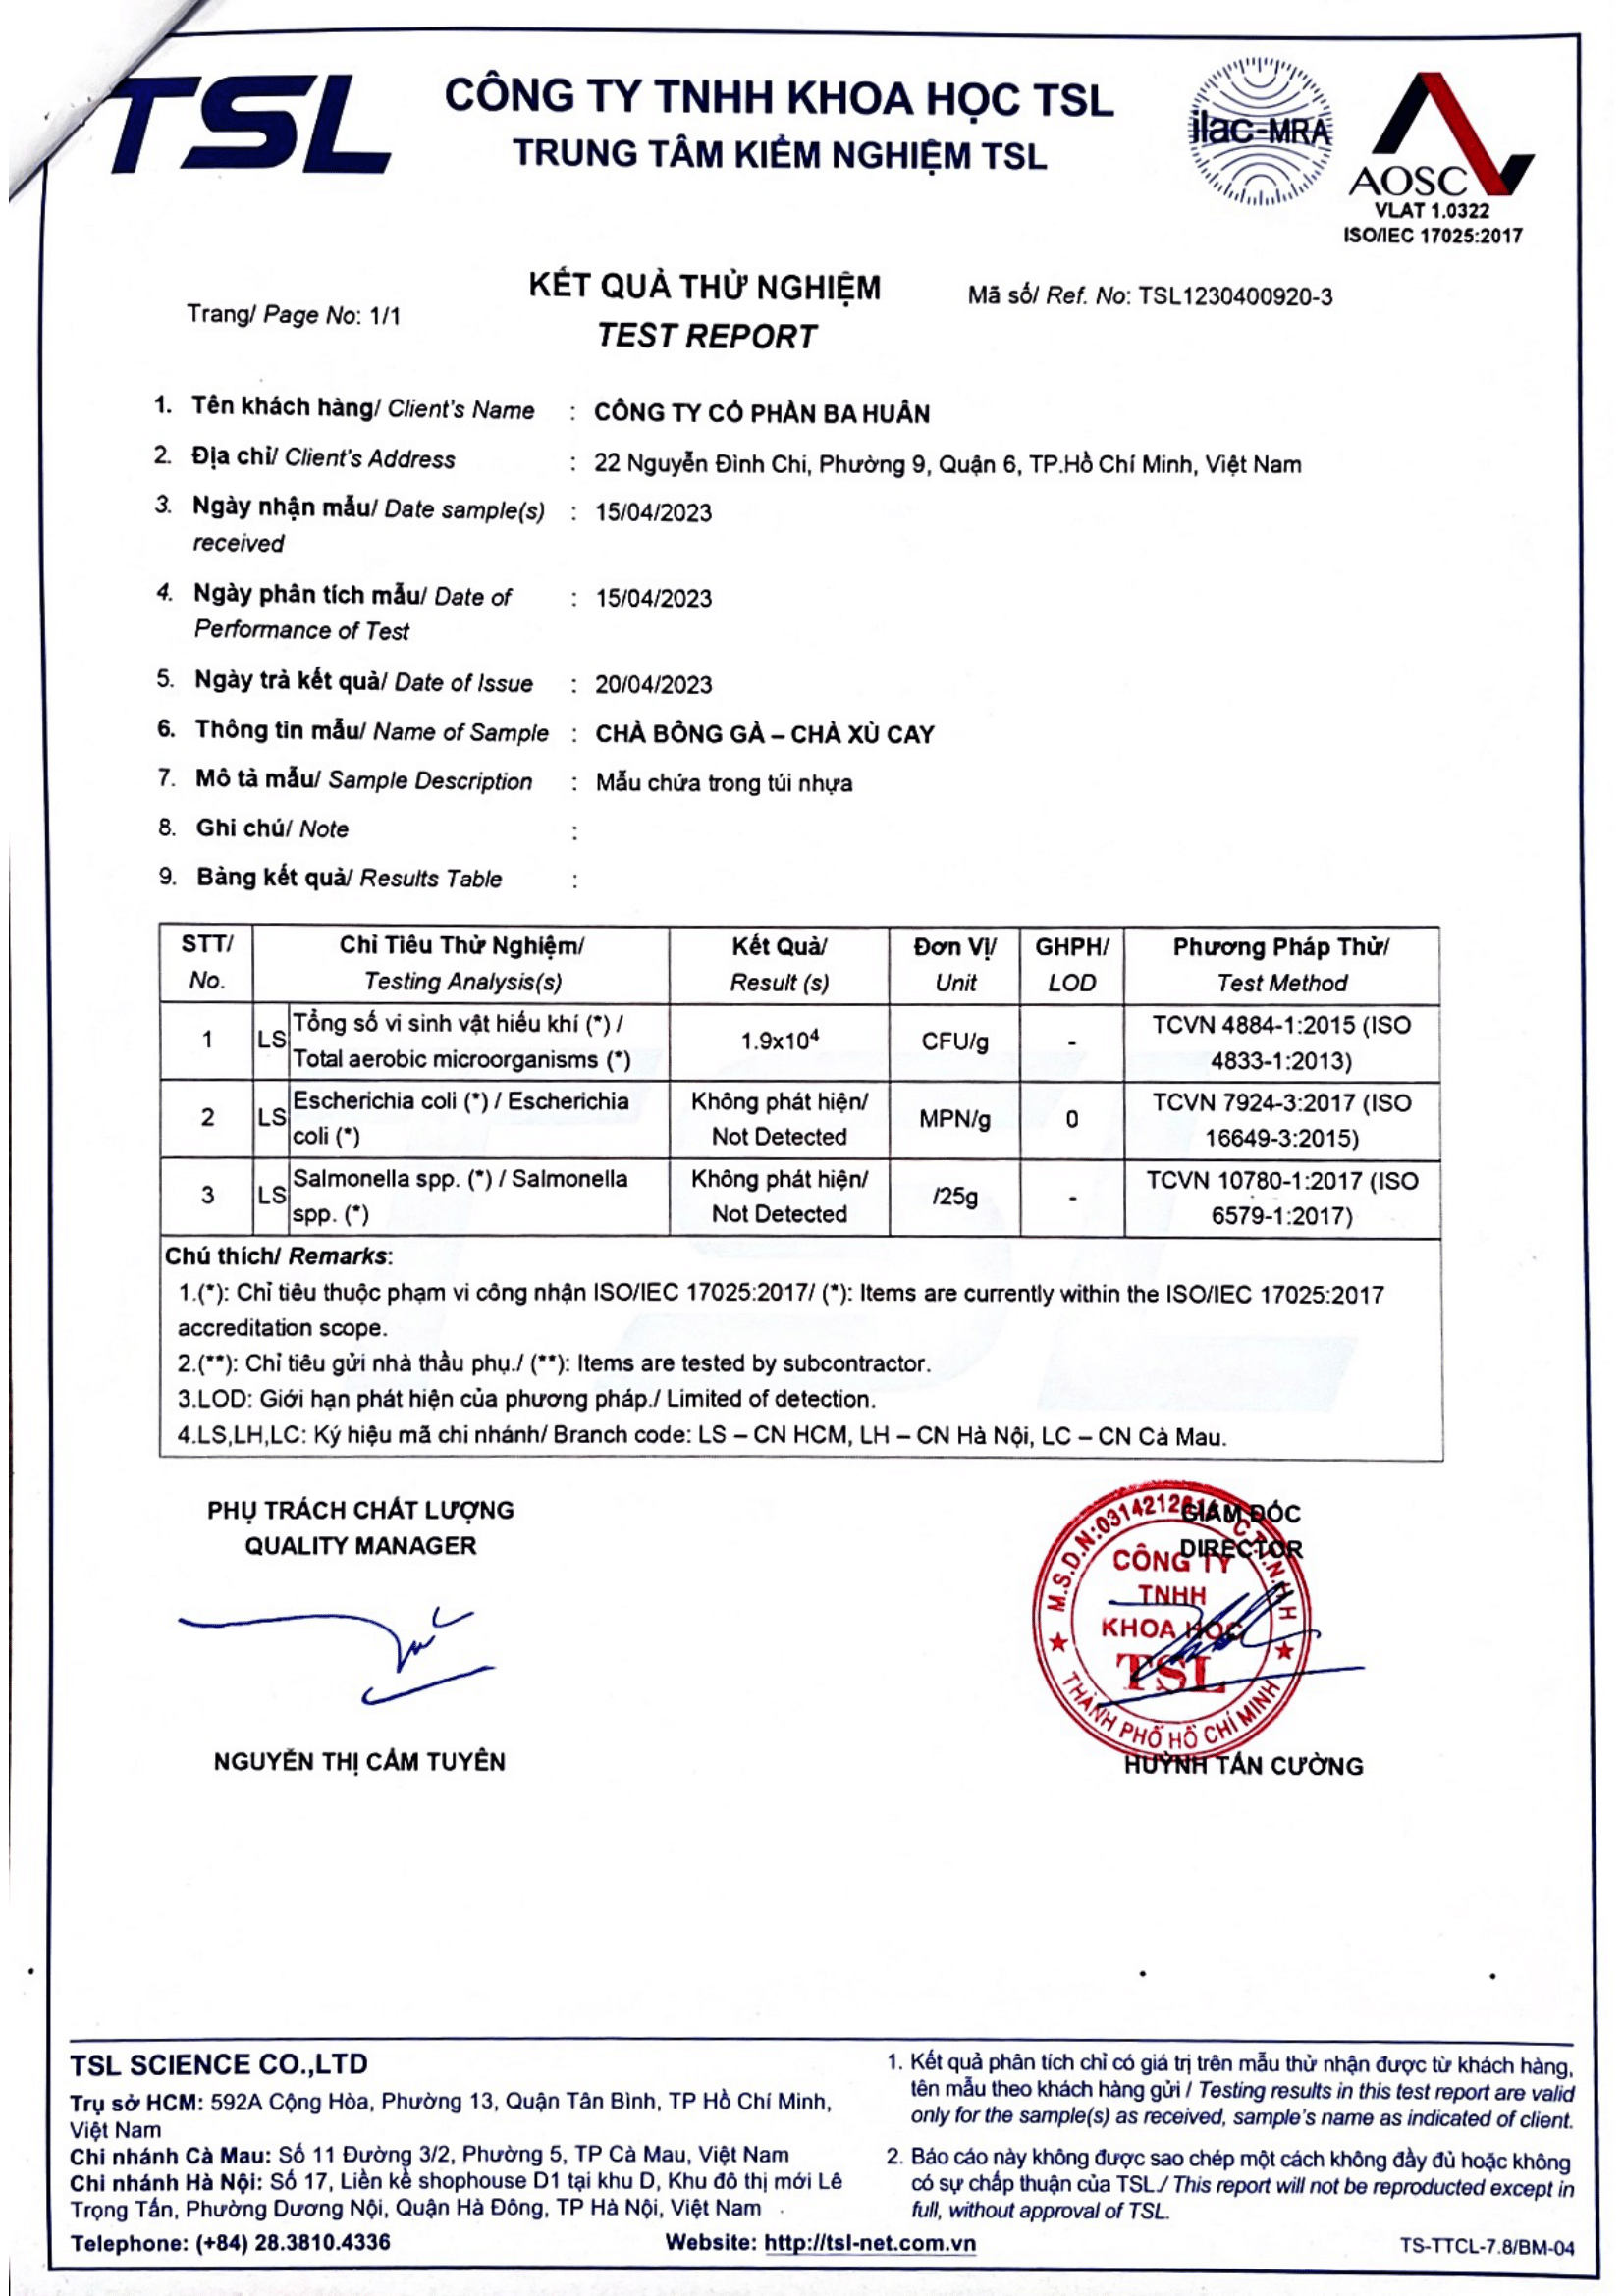 TSL
CÔNG TY TNHH KHOA HỌC TSL
TRUNG TÂM KIỂM NGHIỆM TSL
ilac-MRA
AOSC
VLAT 1.0322
ISO/IEC 17025:2017
Trang/ Page No: 1/1
KẾT QUẢ THỬ NGHIỆM
TEST REPORT
Mã số/ Ref. No: TSL1230400920-3
1. Tên khách hàng/ Client's Name : CÔNG TY CỔ PHẦN BA HUÂN
2. Địa chỉ/ Client's Address : 22 Nguyễn Đình Chi, Phường 9, Quận 6, TP.Hồ Chí Minh, Việt Nam
3. Ngày nhận mẫu/ Date sample(s) : 15/04/2023
received
4. Ngày phân tích mẫu/ Date of : 15/04/2023
Performance of Test
5. Ngày trả kết quả/ Date of Issue : 20/04/2023
6. Thông tin mẫu/ Name of Sample : CHÀ BÔNG GÀ – CHÀ XÙ CAY
7. Mô tả mẫu/ Sample Description : Mẫu chứa trong túi nhựa
8. Ghi chú/ Note :
9. Bảng kết quả/ Results Table :
STT/ Chỉ Tiêu Thử Nghiệm/ Kết Quả/ Đơn Vị/ GHPH/ Phương Pháp Thử/
No. Testing Analysis(s) Result (s) Unit LOD Test Method
1 LS Tổng số vi sinh vật hiếu khí (*) / Total aerobic microorganisms (*) 1.9x10⁴ CFU/g - TCVN 4884-1:2015 (ISO 4833-1:2013)
2 LS Escherichia coli (*) / Escherichia coli (*) Không phát hiện/ Not Detected MPN/g 0 TCVN 7924-3:2017 (ISO 16649-3:2015)
3 LS Salmonella spp. (*) / Salmonella spp. (*) Không phát hiện/ Not Detected /25g - TCVN 10780-1:2017 (ISO 6579-1:2017)
Chú thích/ Remarks:
1.(*): Chỉ tiêu thuộc phạm vi công nhận ISO/IEC 17025:2017/ (*): Items are currently within the ISO/IEC 17025:2017
accreditation scope.
2.(**): Chỉ tiêu gửi nhà thầu phụ./ (**): Items are tested by subcontractor.
3.LOD: Giới hạn phát hiện của phương pháp./ Limited of detection.
4.LS,LH,LC: Ký hiệu mã chi nhánh/ Branch code: LS – CN HCM, LH – CN Hà Nội, LC – CN Cà Mau.
PHỤ TRÁCH CHẤT LƯỢNG
QUALITY MANAGER
NGUYỄN THỊ CẨM TUYÊN
GIÁM ĐỐC
DIRECTOR
CÔNG TY
TNHH
KHOA HỌC
TSL
THÀNH PHỐ HỒ CHÍ MINH
HUỲNH TẤN CƯỜNG
TSL SCIENCE CO.,LTD
Trụ sở HCM: 592A Cộng Hòa, Phường 13, Quận Tân Bình, TP Hồ Chí Minh,
Việt Nam
Chi nhánh Cà Mau: Số 11 Đường 3/2, Phường 5, TP Cà Mau, Việt Nam
Chi nhánh Hà Nội: Số 17, Liền kề shophouse D1 tại khu D, Khu đô thị mới Lê
Trọng Tấn, Phường Dương Nội, Quận Hà Đông, TP Hà Nội, Việt Nam
Telephone: (+84) 28.3810.4336
Website: http://tsl-net.com.vn
1. Kết quả phân tích chỉ có giá trị trên mẫu thử nhận được từ khách hàng,
tên mẫu theo khách hàng gửi / Testing results in this test report are valid
only for the sample(s) as received, sample's name as indicated of client.
2. Báo cáo này không được sao chép một cách không đầy đủ hoặc không
có sự chấp thuận của TSL./ This report will not be reproduced except in
full, without approval of TSL.
TS-TTCL-7.8/BM-04